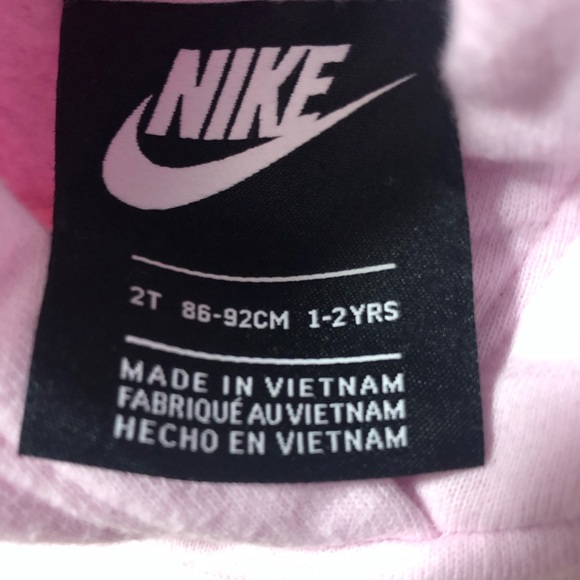 NIKE
2T 86-92CM 1-2YRS
MADE IN VIETNAM
FABRIQUÉ AU VIETNAM
HECHO EN VIETNAM